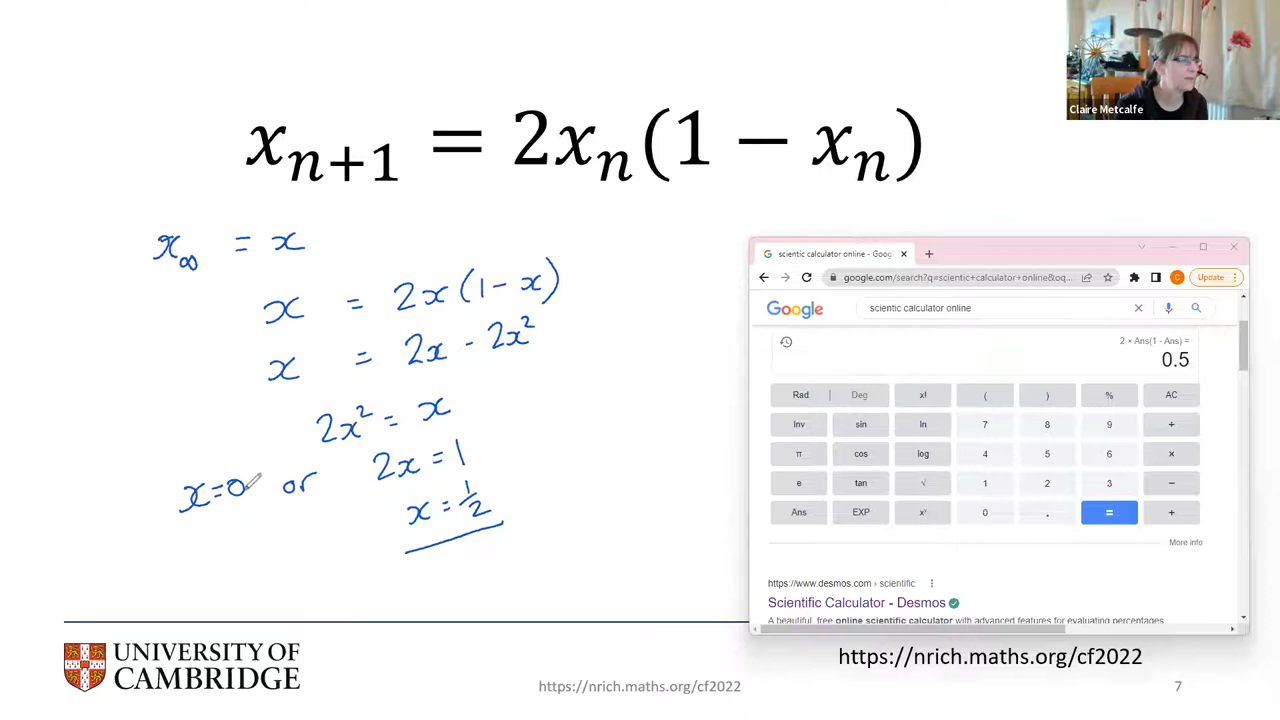 Claire Metcalfe
xₙ₊₁ = 2xₙ(1 − xₙ)
x∞ = x
x = 2x(1 - x)
x = 2x - 2x²
2x² = x
2x = 1
x=0 or
x = 1/2
scientic calculator online - Goog
google.com/search?q=scientic+calculator+online&oq...
C
Update
Google
scientic calculator online
2 × Ans(1 - Ans) =
0.5
Rad | Deg x! ( ) % AC
Inv sin ln 7 8 9 ÷
π cos log 4 5 6 ×
e tan √ 1 2 3 −
Ans EXP xʸ 0 . = +
More info
https://www.desmos.com › scientific
Scientific Calculator - Desmos
A beautiful, free online scientific calculator with advanced features for evaluating percentages
https://nrich.maths.org/cf2022
UNIVERSITY OF
CAMBRIDGE
https://nrich.maths.org/cf2022
7